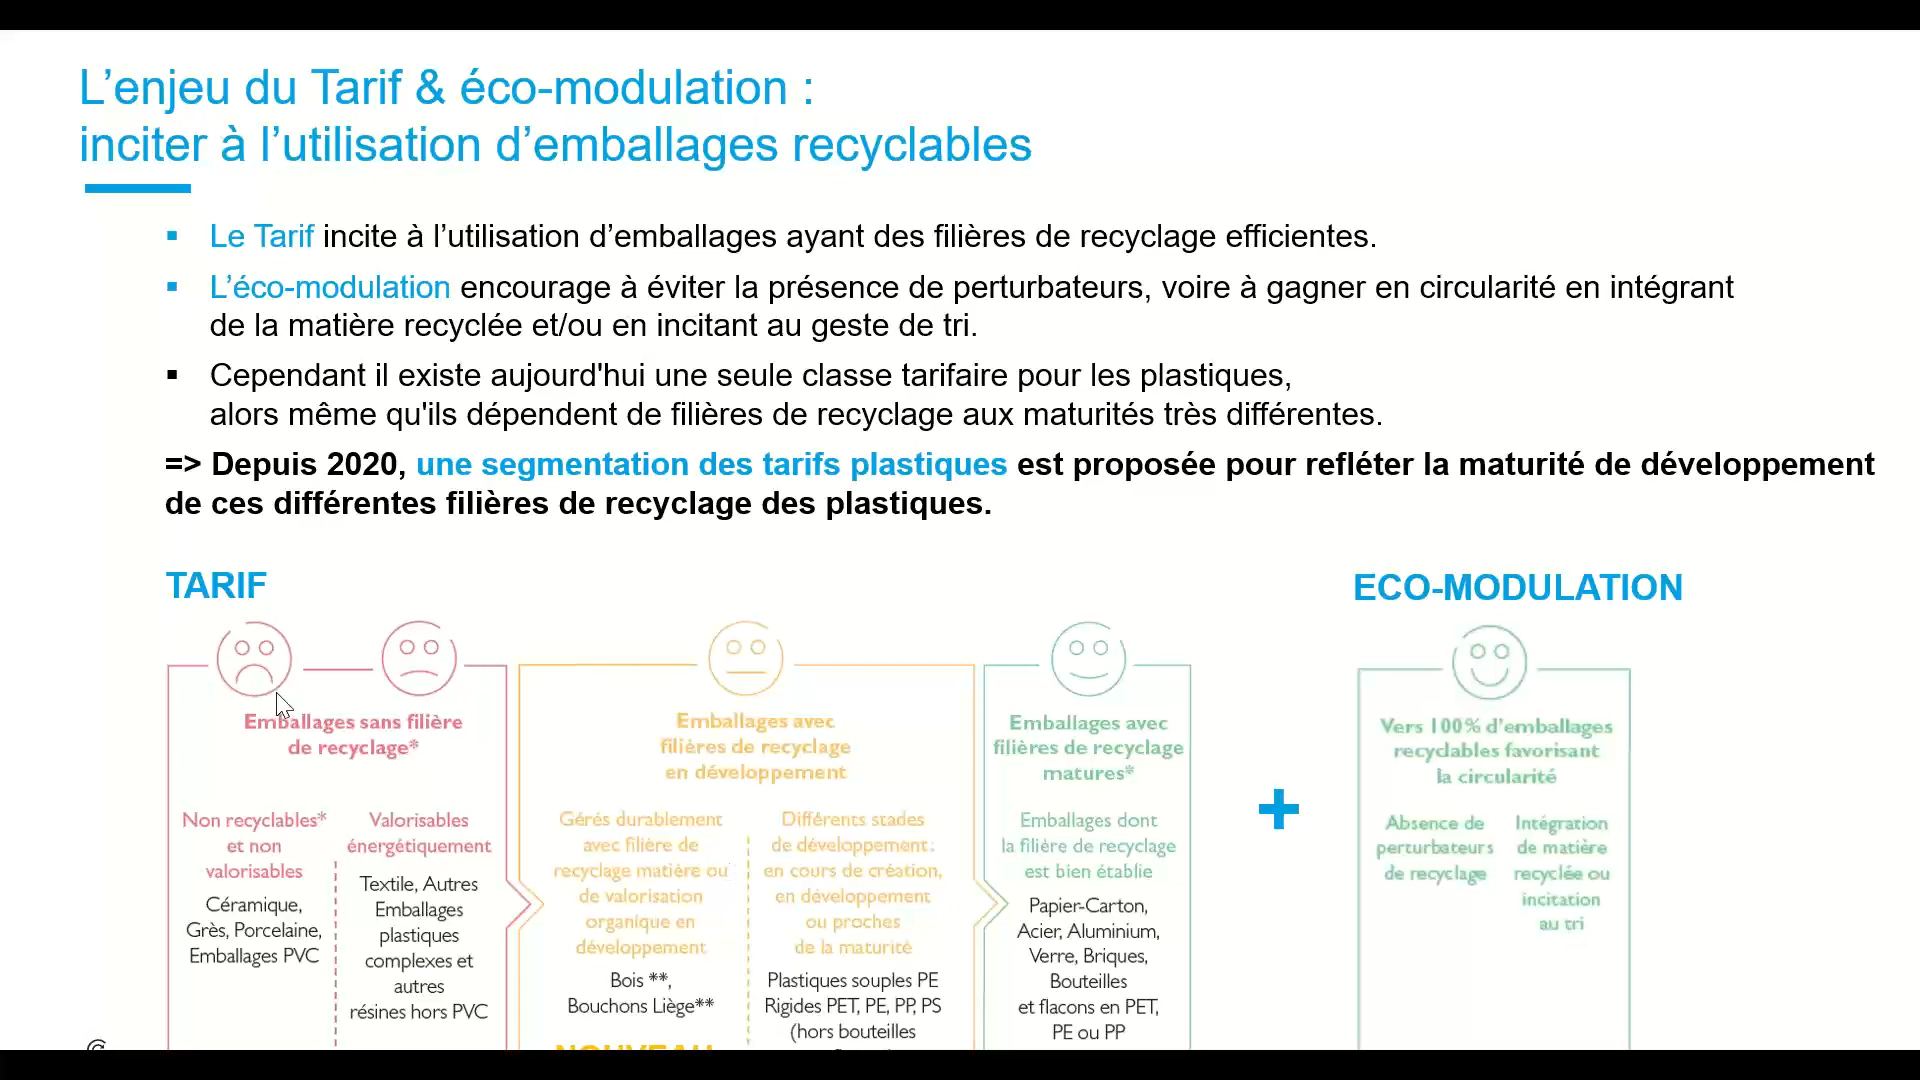 L’enjeu du Tarif & éco-modulation :
inciter à l’utilisation d’emballages recyclables
▪ Le Tarif incite à l’utilisation d’emballages ayant des filières de recyclage efficientes.
▪ L’éco-modulation encourage à éviter la présence de perturbateurs, voire à gagner en circularité en intégrant
de la matière recyclée et/ou en incitant au geste de tri.
▪ Cependant il existe aujourd'hui une seule classe tarifaire pour les plastiques,
alors même qu'ils dépendent de filières de recyclage aux maturités très différentes.
=> Depuis 2020, une segmentation des tarifs plastiques est proposée pour refléter la maturité de développement
de ces différentes filières de recyclage des plastiques.
TARIF
Emballages sans filière
de recyclage*
Non recyclables*
et non
valorisables
Céramique,
Grès, Porcelaine,
Emballages PVC
Valorisables
énergétiquement
Textile, Autres
Emballages
plastiques
complexes et
autres
résines hors PVC
Emballages avec
filières de recyclage
en développement
Gérés durablement
avec filière de
recyclage matière ou
de valorisation
organique en
développement
Bois **,
Bouchons Liège**
NOUVEAU
Différents stades
de développement :
en cours de création,
en développement
ou proches
de la maturité
Plastiques souples PE
Rigides PET, PE, PP, PS
(hors bouteilles
Emballages avec
filières de recyclage
matures*
Emballages dont
la filière de recyclage
est bien établie
Papier-Carton,
Acier, Aluminium,
Verre, Briques,
Bouteilles
et flacons en PET,
PE ou PP
+
ECO-MODULATION
Vers 100% d’emballages
recyclables favorisant
la circularité
Absence de
perturbateurs
de recyclage
Intégration
de matière
recyclée ou
incitation
au tri